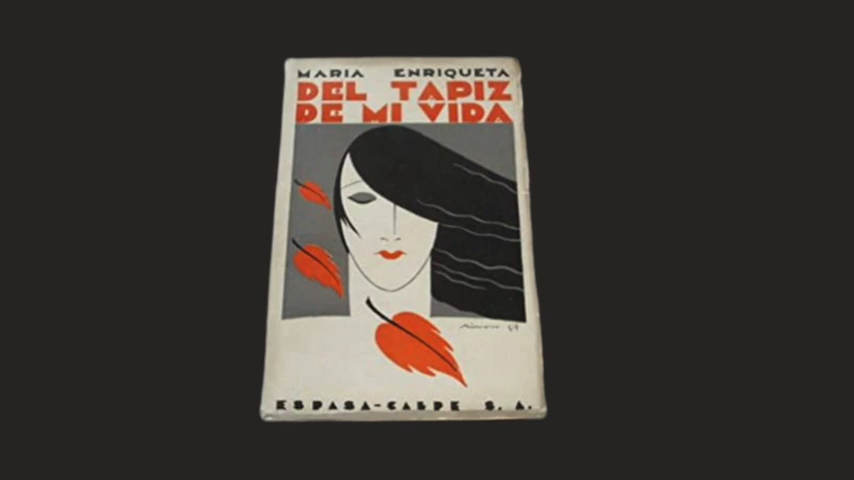 MARIA ENRIQUETA
DEL TAPIZ
DE MI VIDA
ESPASA-CALPE S. A.